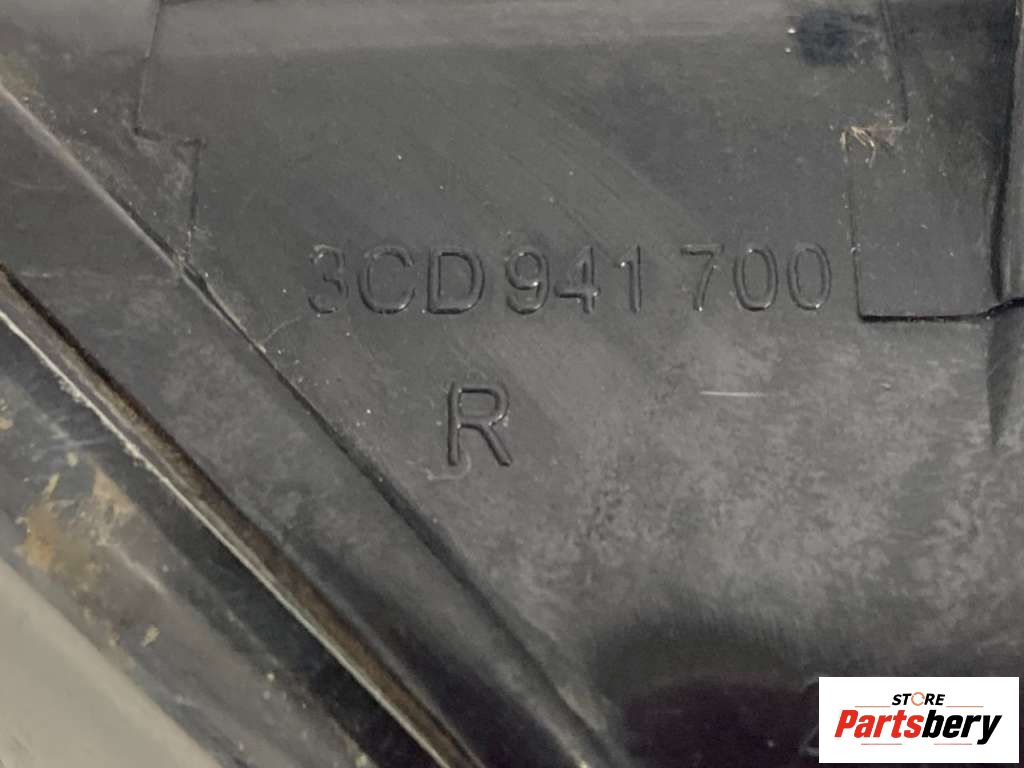 3CD 941 700
R
STORE
Partsbery